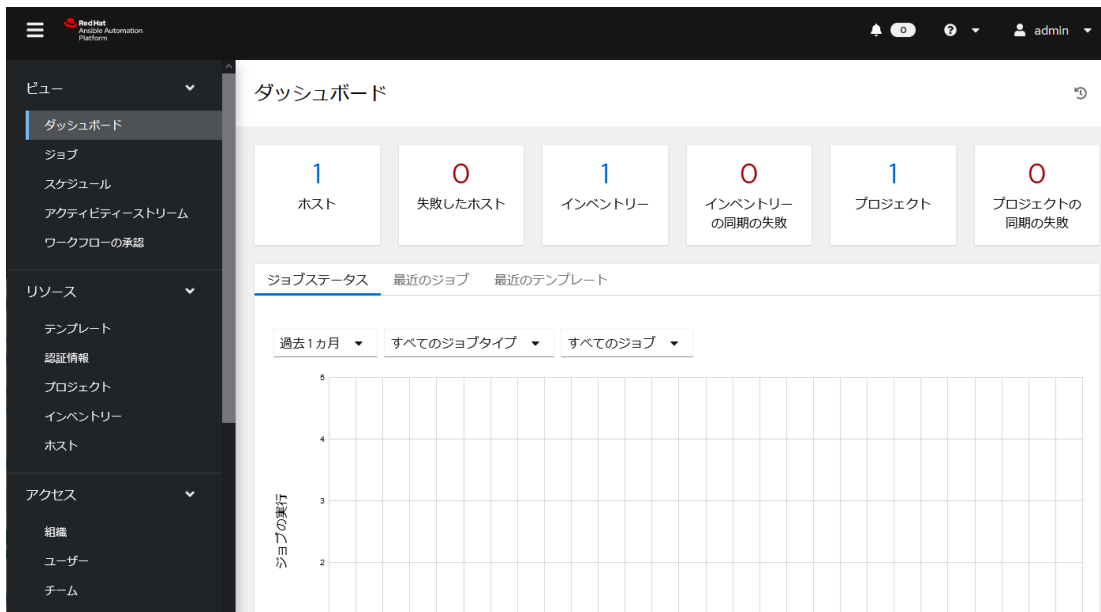 Red Hat
Ansible Automation
Platform
0
admin
ビュー
ダッシュボード
ジョブ
スケジュール
アクティビティーストリーム
ワークフローの承認
リソース
テンプレート
認証情報
プロジェクト
インベントリー
ホスト
アクセス
組織
ユーザー
チーム
ダッシュボード
1
ホスト
0
失敗したホスト
1
インベントリー
0
インベントリー
の同期の失敗
1
プロジェクト
0
プロジェクトの
同期の失敗
ジョブステータス 最近のジョブ 最近のテンプレート
過去1ヵ月 すべてのジョブタイプ すべてのジョブ
5
4
3
2
ジョブの実行